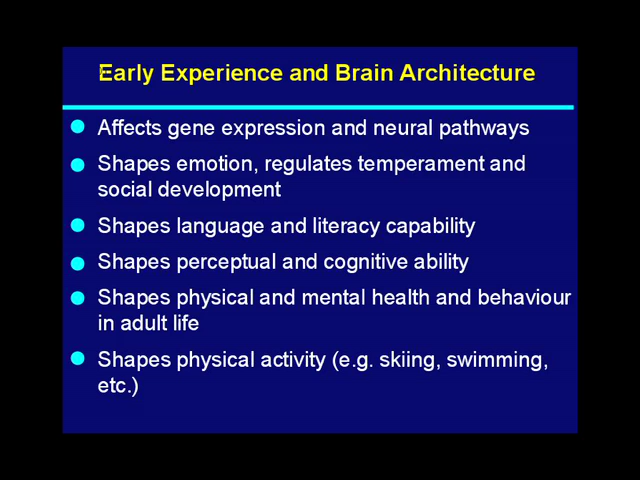 Early Experience and Brain Architecture
Affects gene expression and neural pathways
Shapes emotion, regulates temperament and
social development
Shapes language and literacy capability
Shapes perceptual and cognitive ability
Shapes physical and mental health and behaviour
in adult life
Shapes physical activity (e.g. skiing, swimming,
etc.)